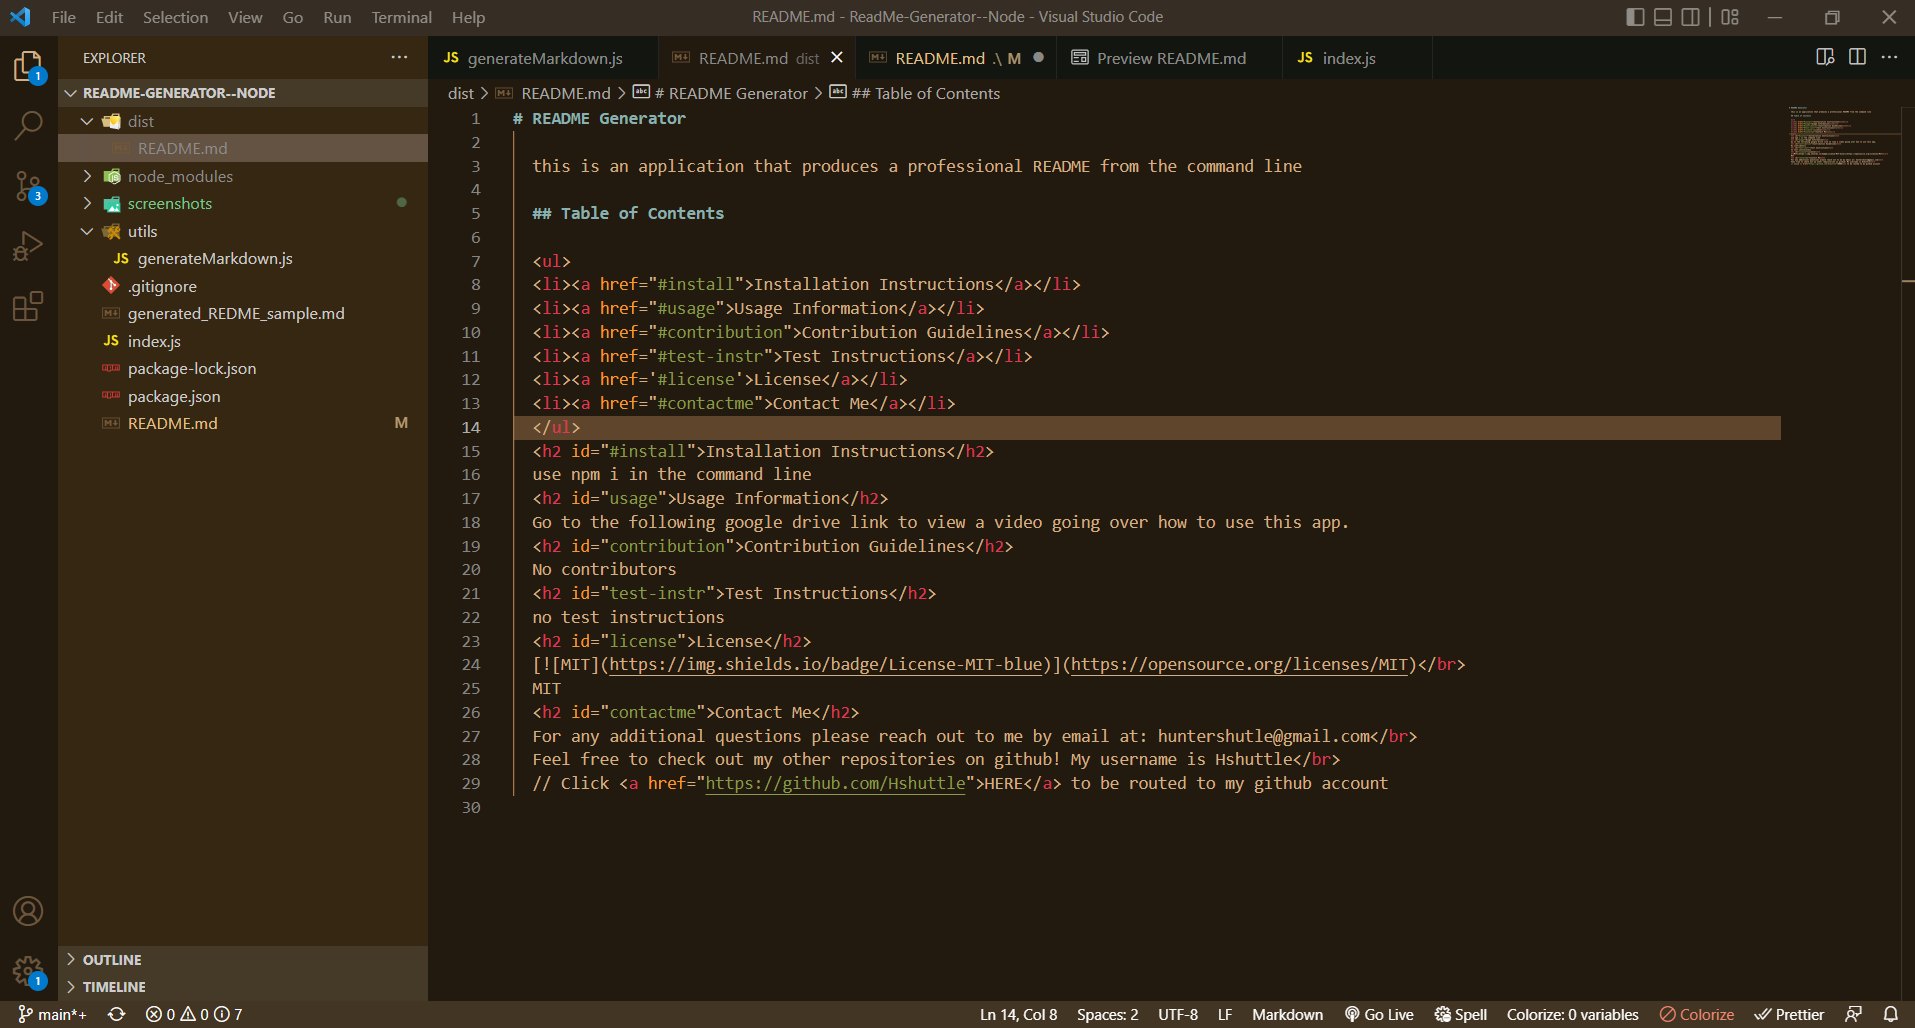 File Edit Selection View Go Run Terminal Help
README.md - ReadMe-Generator--Node - Visual Studio Code
EXPLORER
README-GENERATOR--NODE
dist
README.md
node_modules
screenshots
utils
JS generateMarkdown.js
.gitignore
generated_REDME_sample.md
JS index.js
package-lock.json
package.json
README.md M
OUTLINE
TIMELINE
1
3
1
JS generateMarkdown.js
README.md dist
README.md .\ M
Preview README.md
JS index.js
dist > README.md > # README Generator > ## Table of Contents
1 # README Generator
2
3 this is an application that produces a professional README from the command line
4
5 ## Table of Contents
6
7 <ul>
8 <li><a href="#install">Installation Instructions</a></li>
9 <li><a href="#usage">Usage Information</a></li>
10 <li><a href="#contribution">Contribution Guidelines</a></li>
11 <li><a href="#test-instr">Test Instructions</a></li>
12 <li><a href='#license'>License</a></li>
13 <li><a href="#contactme">Contact Me</a></li>
14 </ul>
15 <h2 id="#install">Installation Instructions</h2>
16 use npm i in the command line
17 <h2 id="usage">Usage Information</h2>
18 Go to the following google drive link to view a video going over how to use this app.
19 <h2 id="contribution">Contribution Guidelines</h2>
20 No contributors
21 <h2 id="test-instr">Test Instructions</h2>
22 no test instructions
23 <h2 id="license">License</h2>
24 [![MIT](https://img.shields.io/badge/License-MIT-blue)](https://opensource.org/licenses/MIT)</br>
25 MIT
26 <h2 id="contactme">Contact Me</h2>
27 For any additional questions please reach out to me by email at: huntershutle@gmail.com</br>
28 Feel free to check out my other repositories on github! My username is Hshuttle</br>
29 // Click <a href="https://github.com/Hshuttle">HERE</a> to be routed to my github account
30
main*+ 0 0 7
Ln 14, Col 8 Spaces: 2 UTF-8 LF Markdown Go Live Spell Colorize: 0 variables Colorize Prettier